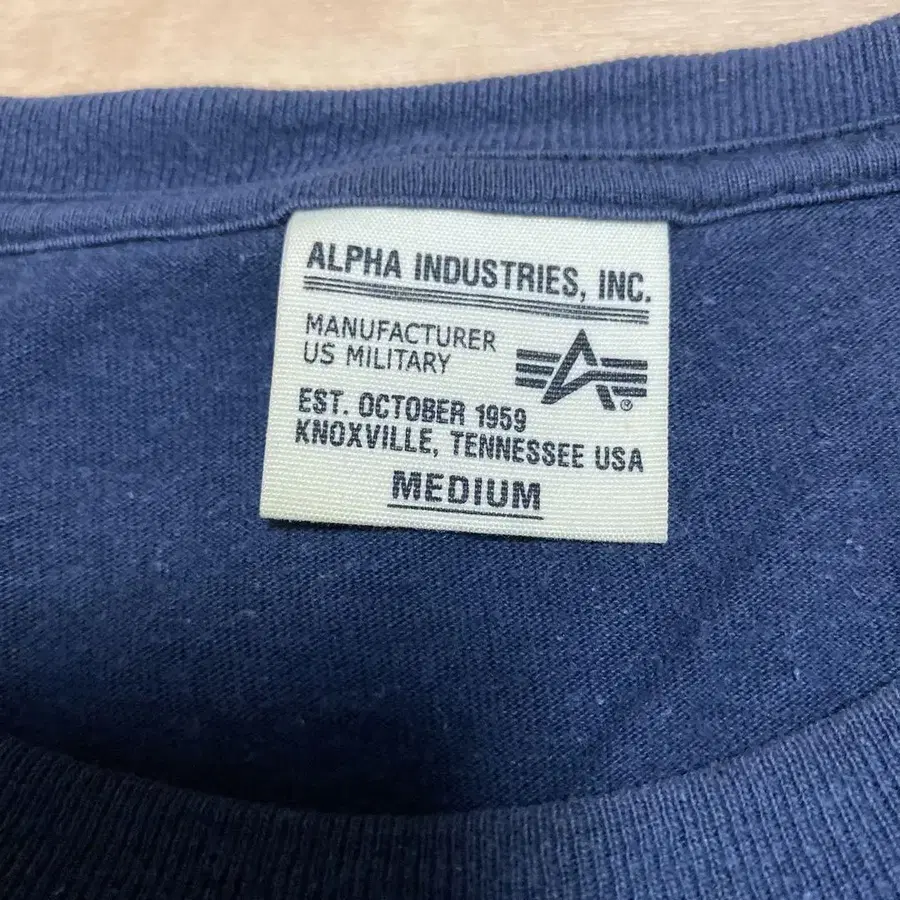 ALPHA INDUSTRIES, INC.
MANUFACTURER
US MILITARY
EST. OCTOBER 1959
KNOXVILLE, TENNESSEE USA
MEDIUM
®